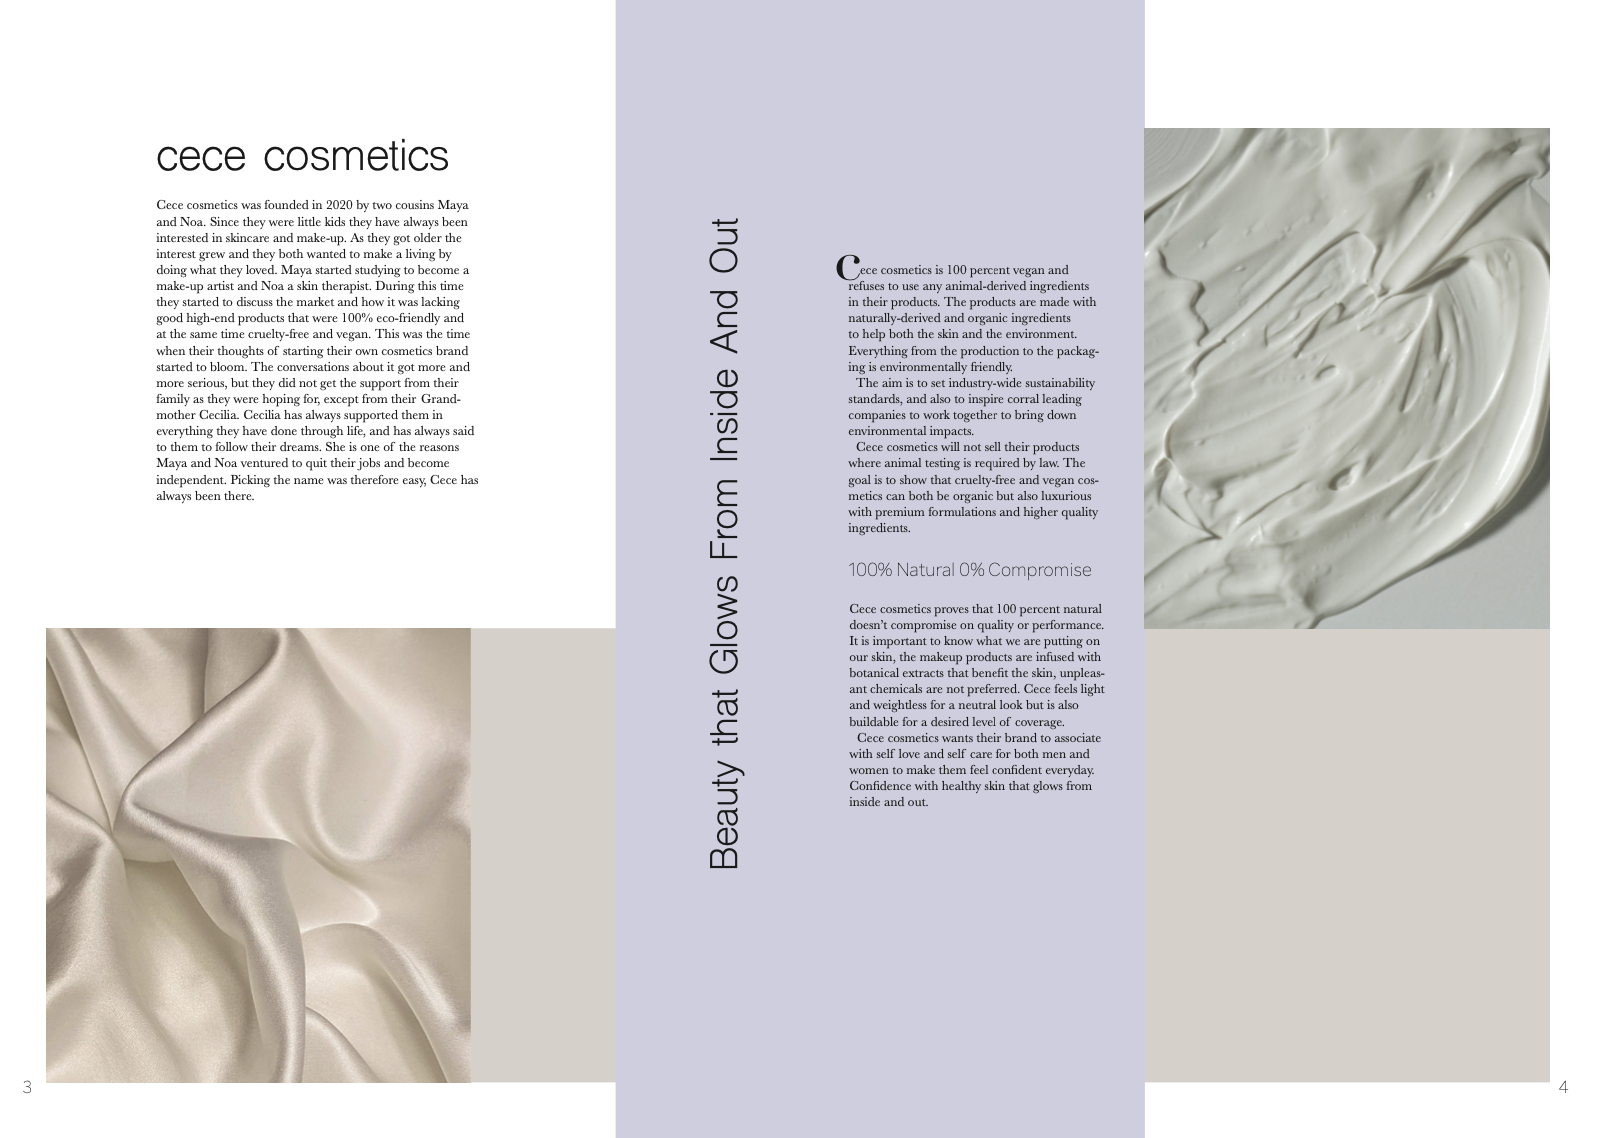 cece cosmetics
Cece cosmetics was founded in 2020 by two cousins Maya
and Noa. Since they were little kids they have always been
interested in skincare and make-up. As they got older the
interest grew and they both wanted to make a living by
doing what they loved. Maya started studying to become a
make-up artist and Noa a skin therapist. During this time
they started to discuss the market and how it was lacking
good high-end products that were 100% eco-friendly and
at the same time cruelty-free and vegan. This was the time
when their thoughts of starting their own cosmetics brand
started to bloom. The conversations about it got more and
more serious, but they did not get the support from their
family as they were hoping for, except from their Grand-
mother Cecilia. Cecilia has always supported them in
everything they have done through life, and has always said
to them to follow their dreams. She is one of the reasons
Maya and Noa ventured to quit their jobs and become
independent. Picking the name was therefore easy, Cece has
always been there.
Beauty that Glows From Inside And Out
Cece cosmetics is 100 percent vegan and
refuses to use any animal-derived ingredients
in their products. The products are made with
naturally-derived and organic ingredients
to help both the skin and the environment.
Everything from the production to the packag-
ing is environmentally friendly.
The aim is to set industry-wide sustainability
standards, and also to inspire corral leading
companies to work together to bring down
environmental impacts.
Cece cosmetics will not sell their products
where animal testing is required by law. The
goal is to show that cruelty-free and vegan cos-
metics can both be organic but also luxurious
with premium formulations and higher quality
ingredients.
100% Natural 0% Compromise
Cece cosmetics proves that 100 percent natural
doesn't compromise on quality or performance.
It is important to know what we are putting on
our skin, the makeup products are infused with
botanical extracts that benefit the skin, unpleas-
ant chemicals are not preferred. Cece feels light
and weightless for a neutral look but is also
buildable for a desired level of coverage.
Cece cosmetics wants their brand to associate
with self love and self care for both men and
women to make them feel confident everyday.
Confidence with healthy skin that glows from
inside and out.
3
4